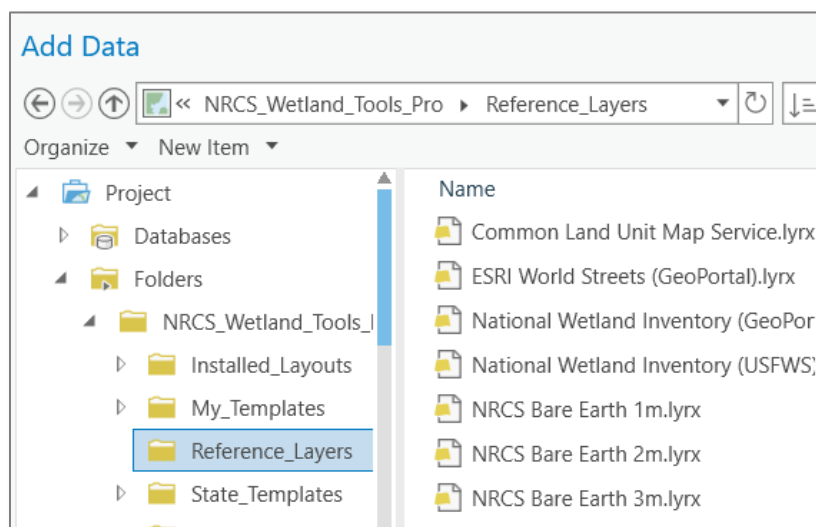 Add Data
« NRCS_Wetland_Tools_Pro Reference_Layers
Organize New Item
Project
Databases
Folders
NRCS_Wetland_Tools_
Installed_Layouts
My_Templates
Reference_Layers
State_Templates
Name
Common Land Unit Map Service.lyrx
ESRI World Streets (GeoPortal).lyrx
National Wetland Inventory (GeoPor
National Wetland Inventory (USFWS)
NRCS Bare Earth 1m.lyrx
NRCS Bare Earth 2m.lyrx
NRCS Bare Earth 3m.lyrx